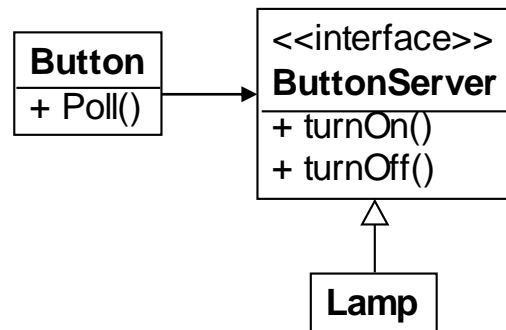 Button
+ Poll()
<<interface>>
ButtonServer
+ turnOn()
+ turnOff()
Lamp